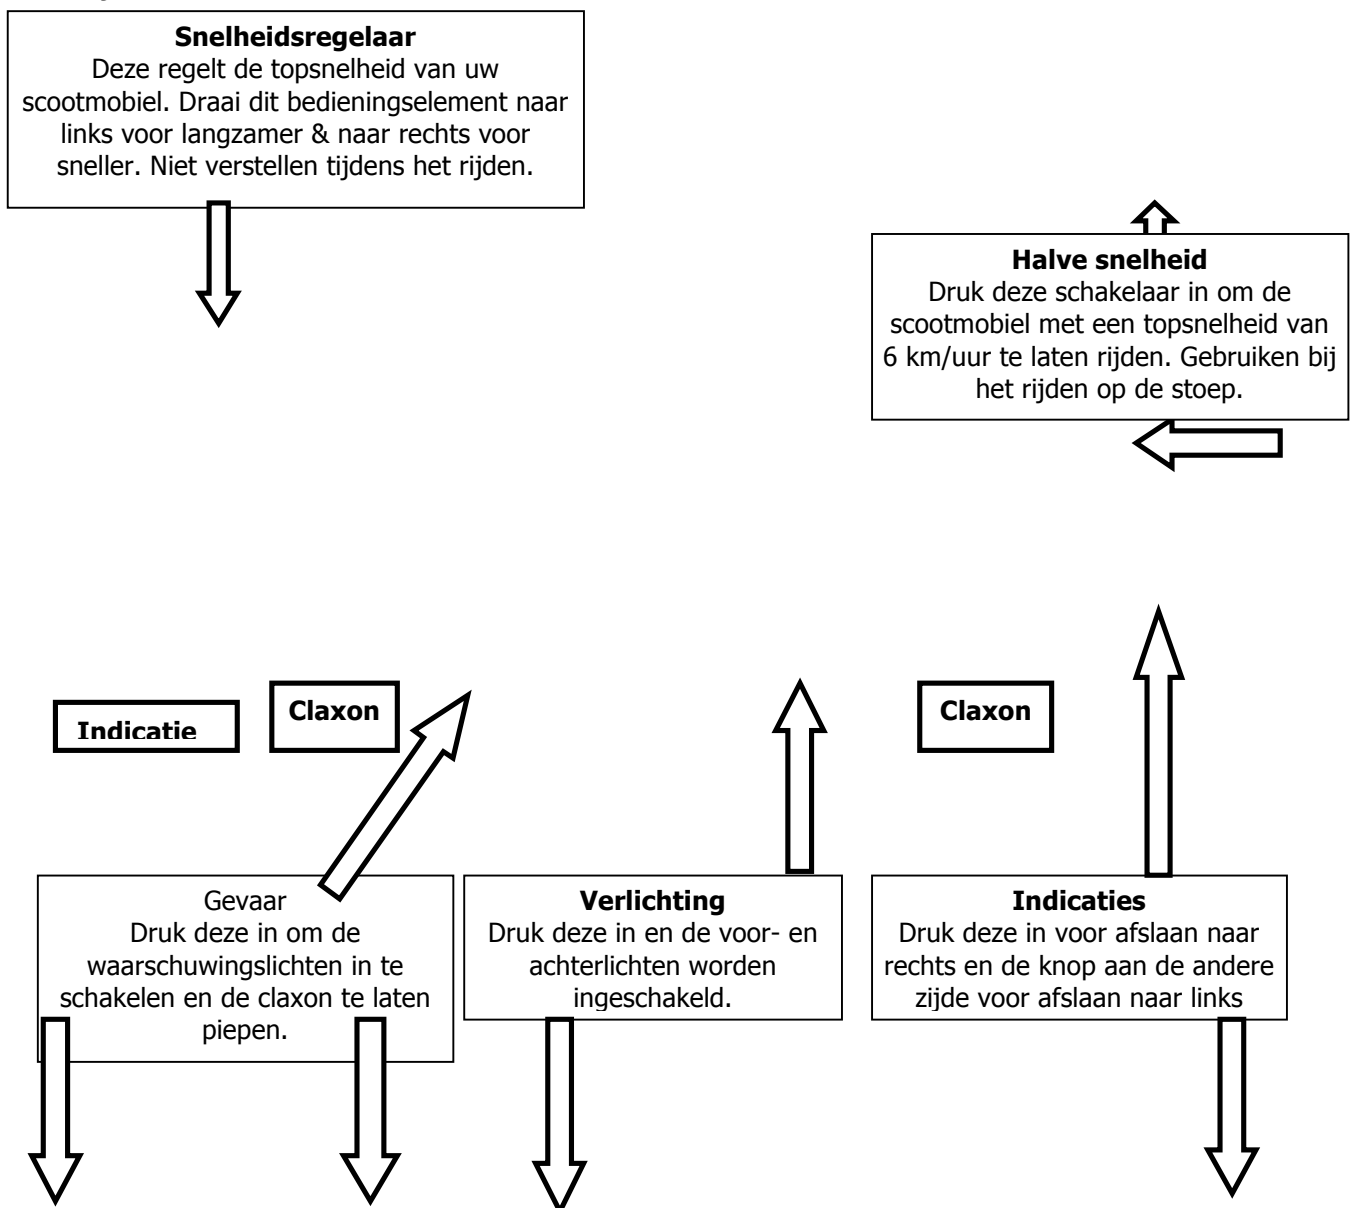 Snelheidsregelaar
Deze regelt de topsnelheid van uw
scootmobiel. Draai dit bedieningselement naar
links voor langzamer & naar rechts voor
sneller. Niet verstellen tijdens het rijden.
Halve snelheid
Druk deze schakelaar in om de
scootmobiel met een topsnelheid van
6 km/uur te laten rijden. Gebruiken bij
het rijden op de stoep.
Indicatie
Claxon
Claxon
Gevaar
Druk deze in om de
waarschuwingslichten in te
schakelen en de claxon te laten
piepen.
Verlichting
Druk deze in en de voor- en
achterlichten worden
ingeschakeld.
Indicaties
Druk deze in voor afslaan naar
rechts en de knop aan de andere
zijde voor afslaan naar links